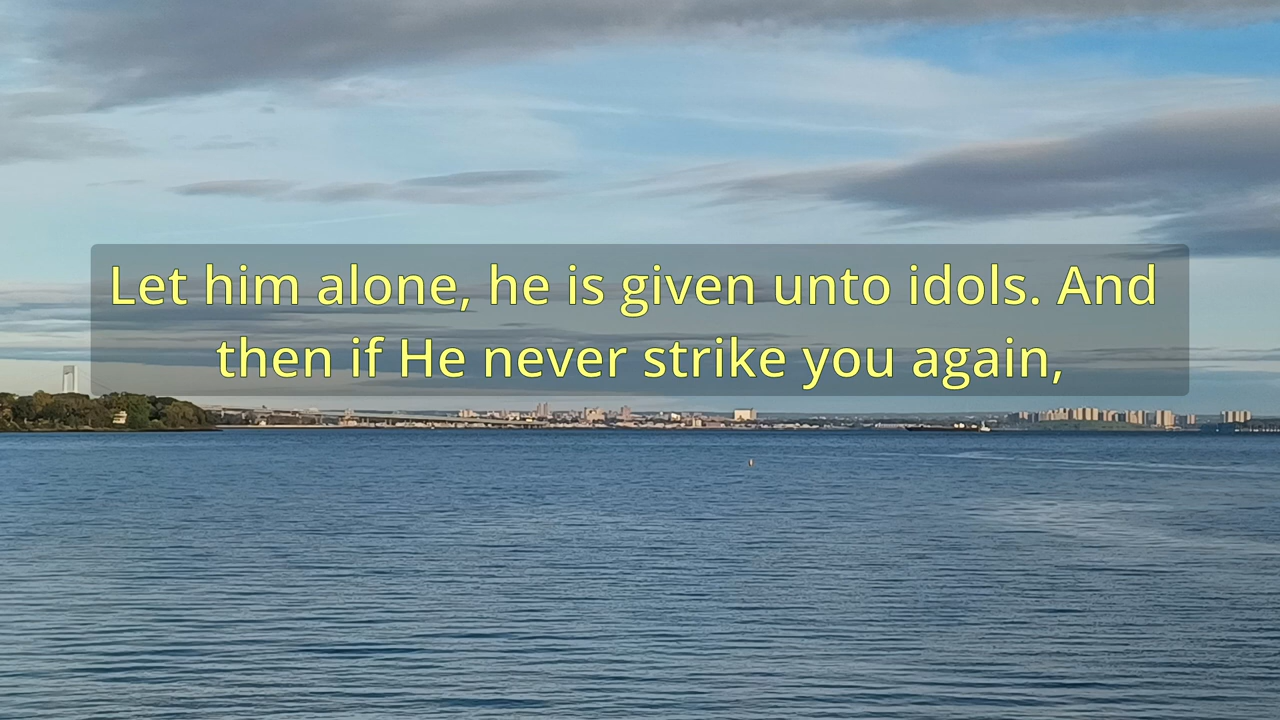 Let him alone, he is given unto idols. And
then if He never strike you again,